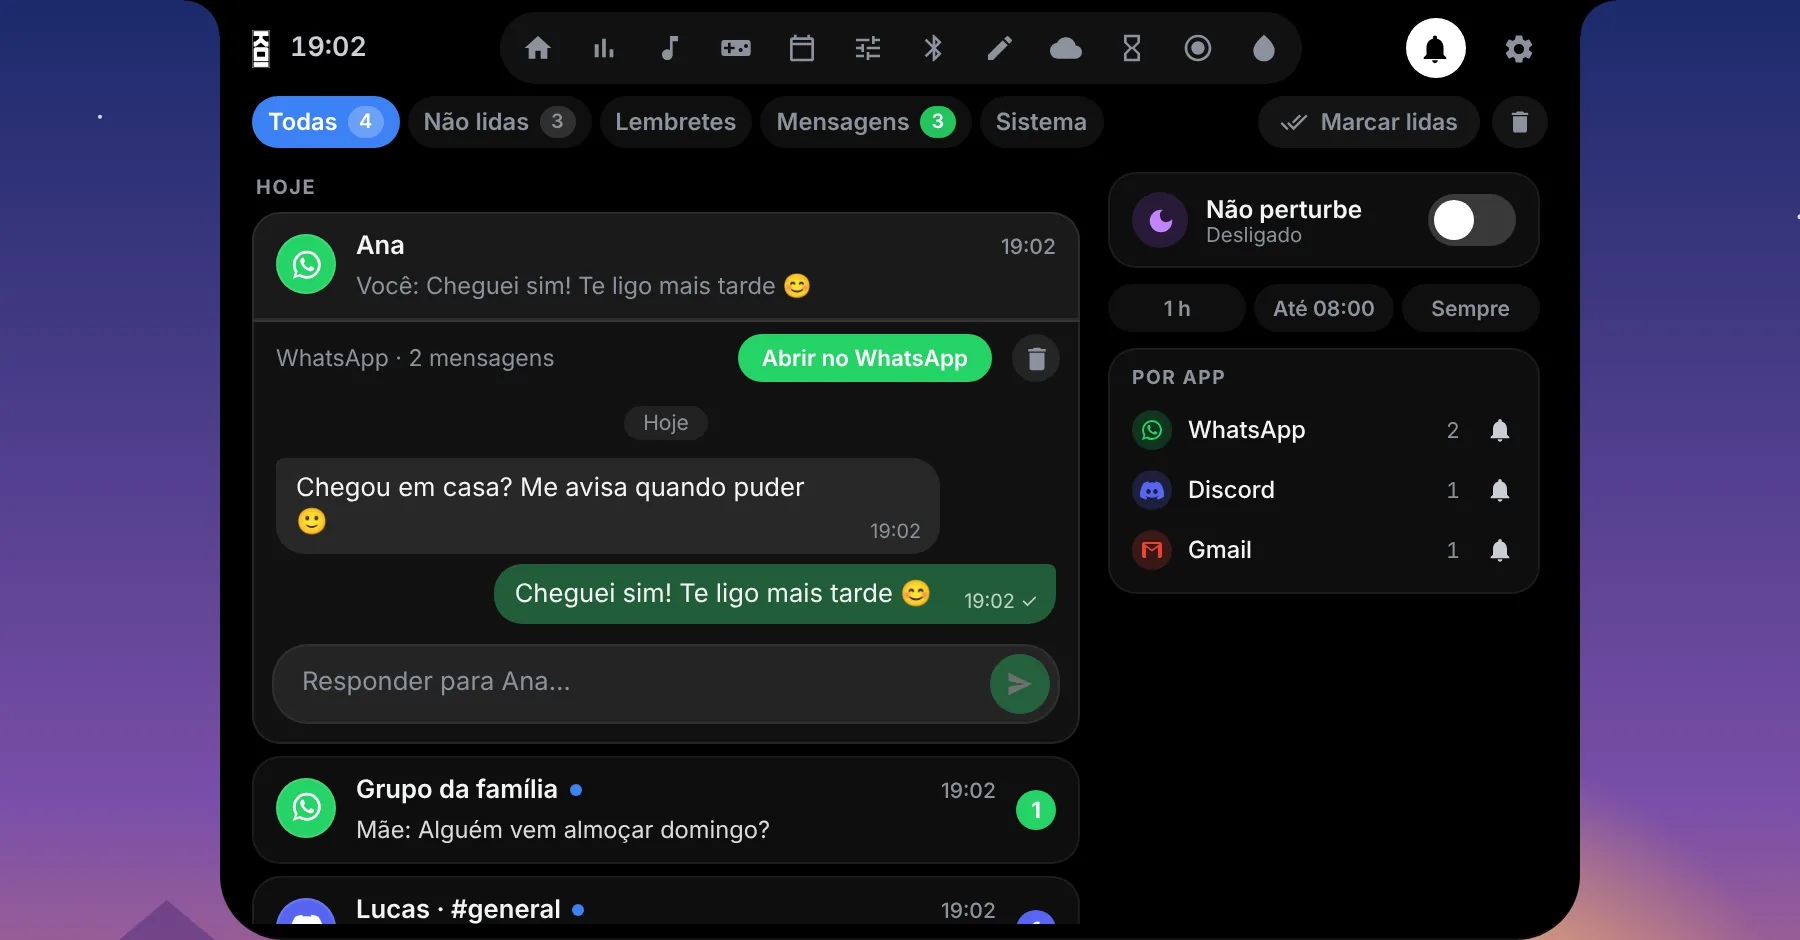 19:02
Todas 4
Não lidas 3
Lembretes
Mensagens 3
Sistema
Marcar lidas
HOJE
Ana
19:02
Você: Cheguei sim! Te ligo mais tarde 😊
WhatsApp · 2 mensagens
Abrir no WhatsApp
Hoje
Chegou em casa? Me avisa quando puder
🙂
19:02
Cheguei sim! Te ligo mais tarde 😊
19:02
Responder para Ana...
Grupo da família
19:02
Mãe: Alguém vem almoçar domingo?
1
Lucas · #general
19:02
Não perturbe
Desligado
1 h
Até 08:00
Sempre
POR APP
WhatsApp 2
Discord 1
Gmail 1